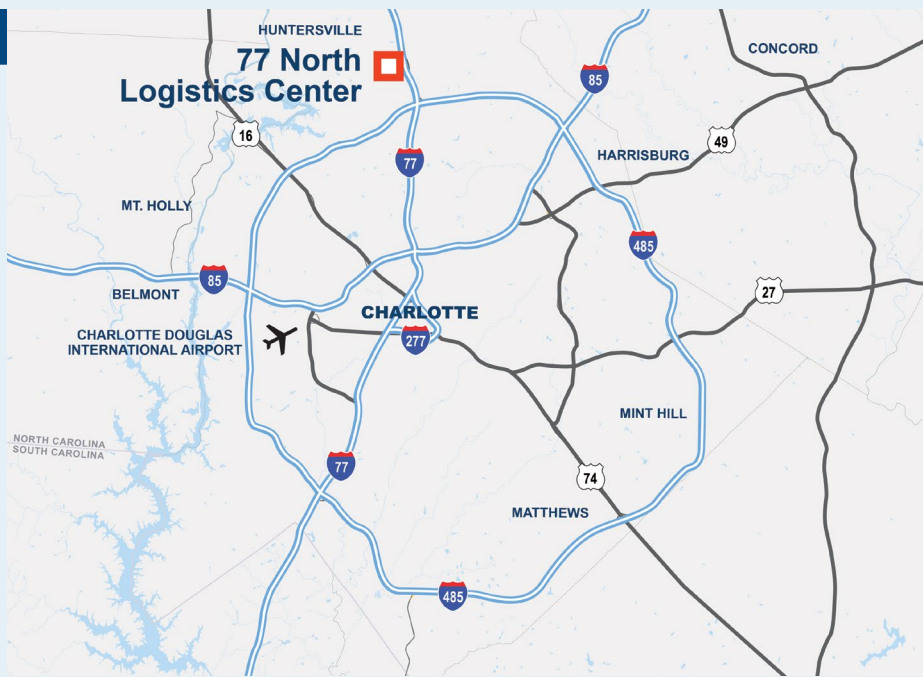 HUNTERSVILLE
77 North
Logistics Center
CONCORD
85
16
49
HARRISBURG
77
MT. HOLLY
485
85
27
BELMONT
CHARLOTTE
CHARLOTTE DOUGLAS
INTERNATIONAL AIRPORT
277
MINT HILL
NORTH CAROLINA
SOUTH CAROLINA
77
74
MATTHEWS
485